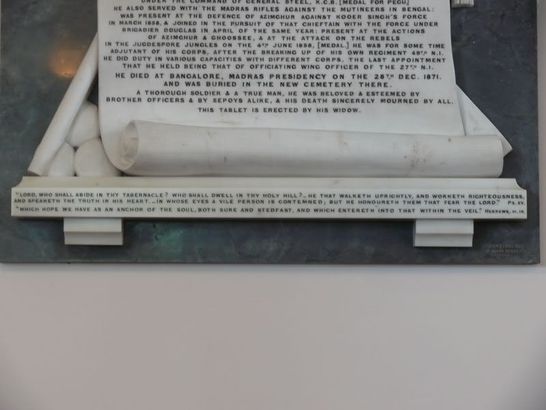 UNDER THE COMMAND OF GENERAL STEEL, K.C.B. [MEDAL FOR PEGU]
HE ALSO SERVED WITH THE MADRAS RIFLES AGAINST THE MUTINEERS IN BENGAL:
WAS PRESENT AT THE DEFENCE OF AZIMGHUR AGAINST KOOER SINGH'S FORCE
IN MARCH 1858, & JOINED IN THE PURSUIT OF THAT CHIEFTAIN WITH THE FORCE UNDER
BRIGADIER DOUGLAS IN APRIL OF THE SAME YEAR: PRESENT AT THE ACTIONS
OF AZIMGHUR & GHOOSSEE, & AT THE ATTACK ON THE REBELS
IN THE JUGDESPORE JUNGLES ON THE 4TH JUNE 1858, [MEDAL.] HE WAS FOR SOME TIME
ADJUTANT OF HIS CORPS, AFTER THE BREAKING UP OF HIS OWN REGIMENT 49TH N.I.
HE DID DUTY IN VARIOUS CAPACITIES WITH DIFFERENT CORPS. THE LAST APPOINTMENT
THAT HE HELD BEING THAT OF OFFICIATING WING OFFICER OF THE 27TH N.I.
HE DIED AT BANGALORE, MADRAS PRESIDENCY ON THE 28TH DEC. 1871.
AND WAS BURIED IN THE NEW CEMETERY THERE.
A THOROUGH SOLDIER & A TRUE MAN, HE WAS BELOVED & ESTEEMED BY
BROTHER OFFICERS & BY SEPOYS ALIKE, & HIS DEATH SINCERELY MOURNED BY ALL.
THIS TABLET IS ERECTED BY HIS WIDOW.
"LORD, WHO SHALL ABIDE IN THY TABERNACLE? WHO SHALL DWELL IN THY HOLY HILL?.. HE THAT WALKETH UPRIGHTLY, AND WORKETH RIGHTEOUSNESS,
AND SPEAKETH THE TRUTH IN HIS HEART. ..IN WHOSE EYES A VILE PERSON IS CONTEMNED; BUT HE HONOURETH THEM THAT FEAR THE LORD." PS. XV.
"WHICH HOPE WE HAVE AS AN ANCHOR OF THE SOUL, BOTH SURE AND STEDFAST, AND WHICH ENTERETH INTO THAT WITHIN THE VEIL." HEBREWS, VI. 19.